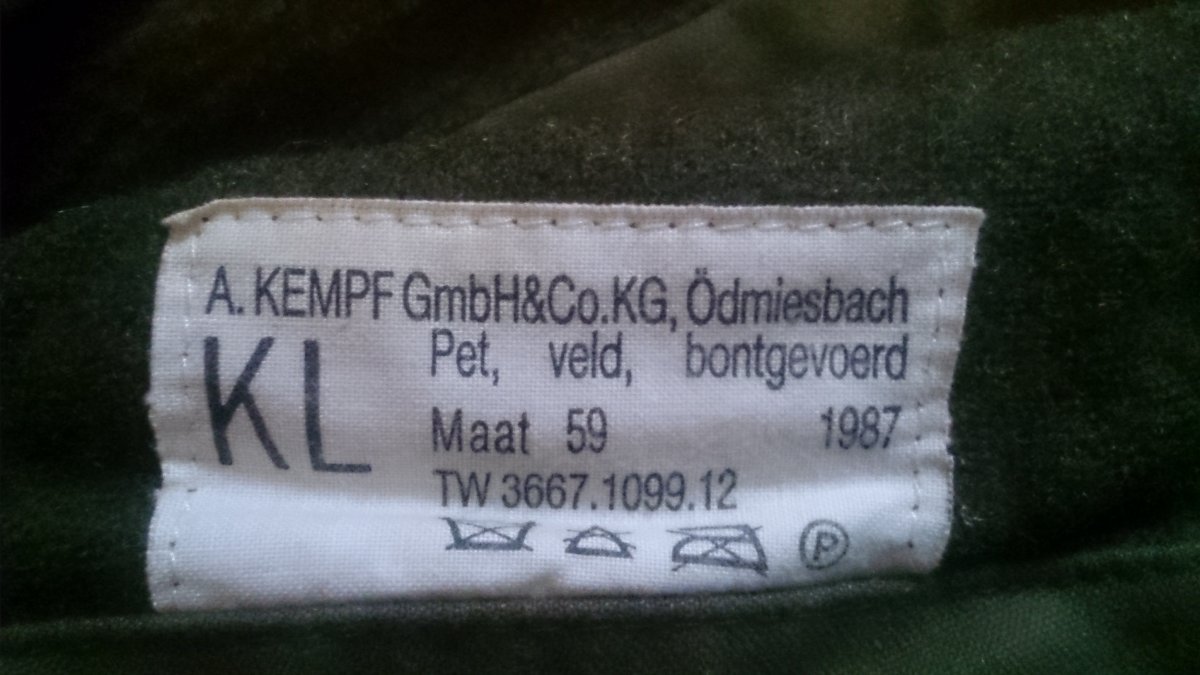 A. KEMPF GmbH&Co.KG, Ödmiesbach
KL
Pet, veld, bontgevoerd
Maat 59 1987
TW 3667.1099.12
P